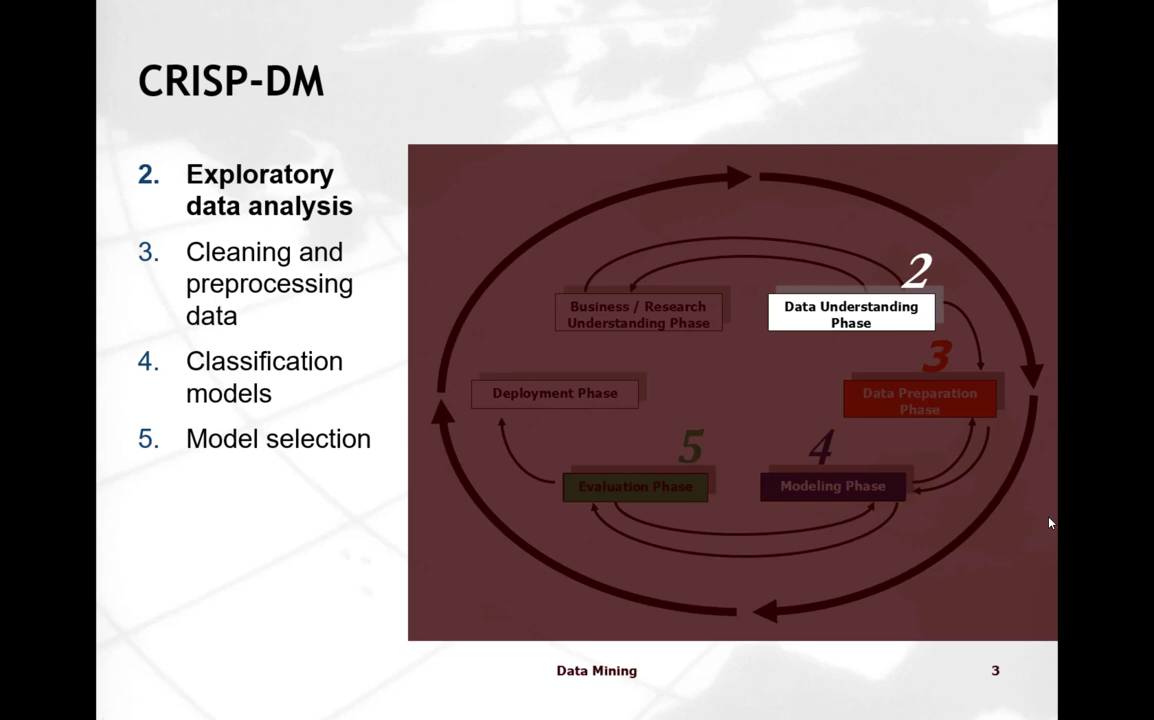 CRISP-DM
2. Exploratory
data analysis
3. Cleaning and
preprocessing
data
4. Classification
models
5. Model selection
2
Business / Research
Understanding Phase
Data Understanding
Phase
3
Deployment Phase
Data Preparation
Phase
5
4
Evaluation Phase
Modeling Phase
Data Mining
3